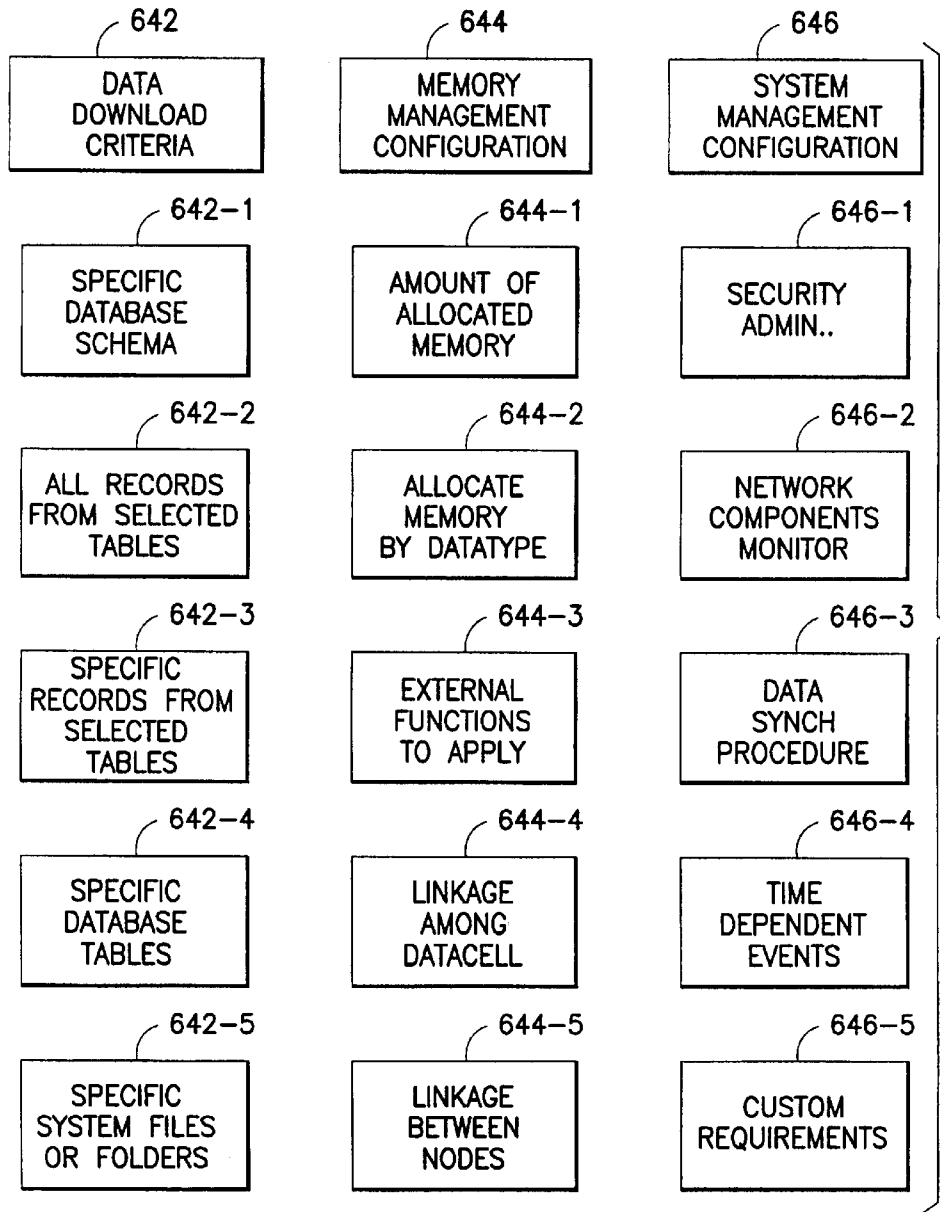 642
DATA
DOWNLOAD
CRITERIA
644
MEMORY
MANAGEMENT
CONFIGURATION
646
SYSTEM
MANAGEMENT
CONFIGURATION
642-1
SPECIFIC
DATABASE
SCHEMA
644-1
AMOUNT OF
ALLOCATED
MEMORY
646-1
SECURITY
ADMIN..
642-2
ALL RECORDS
FROM SELECTED
TABLES
644-2
ALLOCATE
MEMORY
BY DATATYPE
646-2
NETWORK
COMPONENTS
MONITOR
642-3
SPECIFIC
RECORDS FROM
SELECTED
TABLES
644-3
EXTERNAL
FUNCTIONS
TO APPLY
646-3
DATA
SYNCH
PROCEDURE
642-4
SPECIFIC
DATABASE
TABLES
644-4
LINKAGE
AMONG
DATACELL
646-4
TIME
DEPENDENT
EVENTS
642-5
SPECIFIC
SYSTEM FILES
OR FOLDERS
644-5
LINKAGE
BETWEEN
NODES
646-5
CUSTOM
REQUIREMENTS